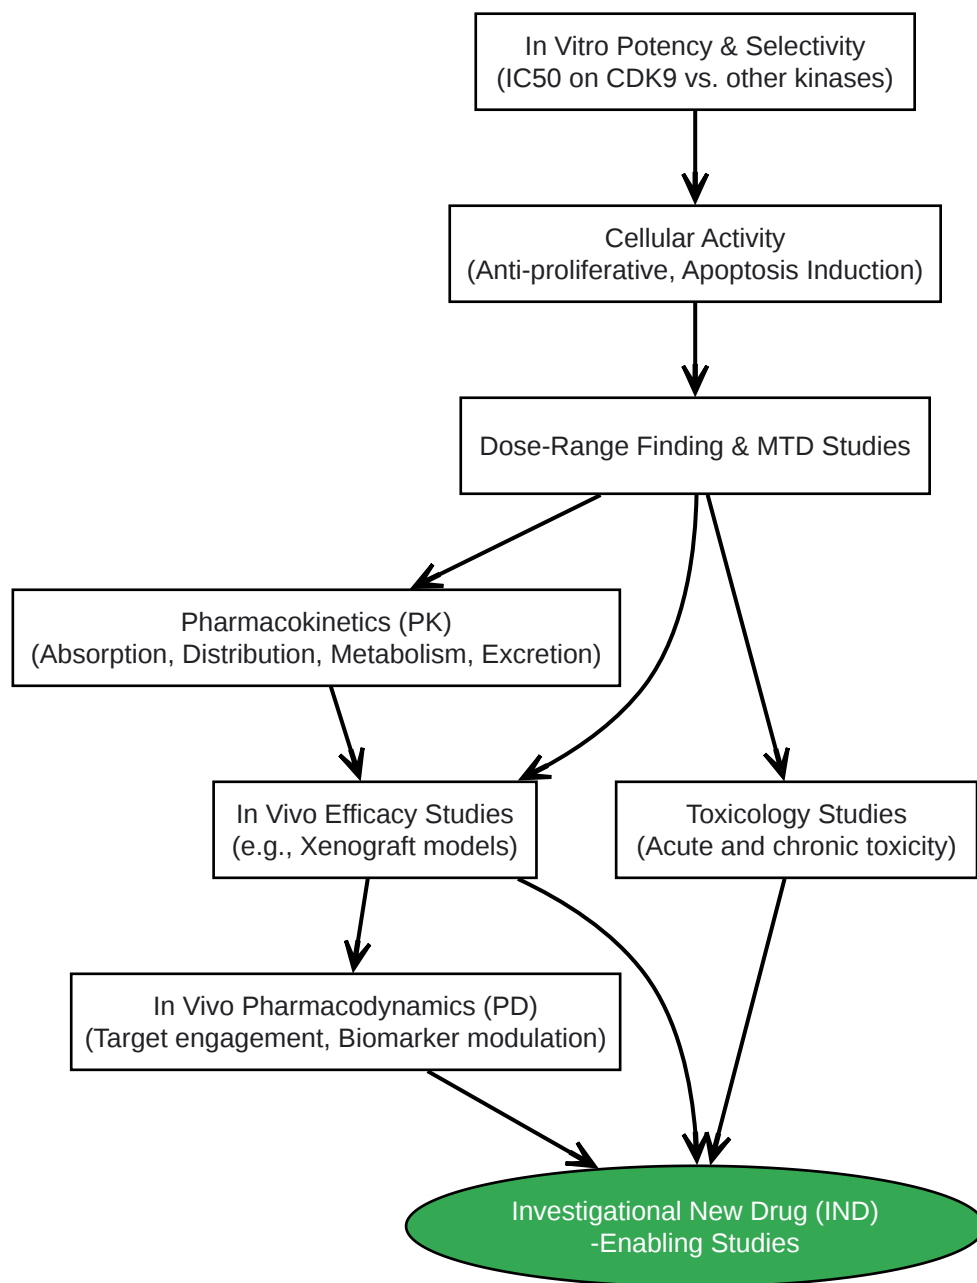 In Vitro Potency & Selectivity
(IC50 on CDK9 vs. other kinases)
Cellular Activity
(Anti-proliferative, Apoptosis Induction)
Dose-Range Finding & MTD Studies
Pharmacokinetics (PK)
(Absorption, Distribution, Metabolism, Excretion)
In Vivo Efficacy Studies
(e.g., Xenograft models)
Toxicology Studies
(Acute and chronic toxicity)
In Vivo Pharmacodynamics (PD)
(Target engagement, Biomarker modulation)
Investigational New Drug (IND)
-Enabling Studies